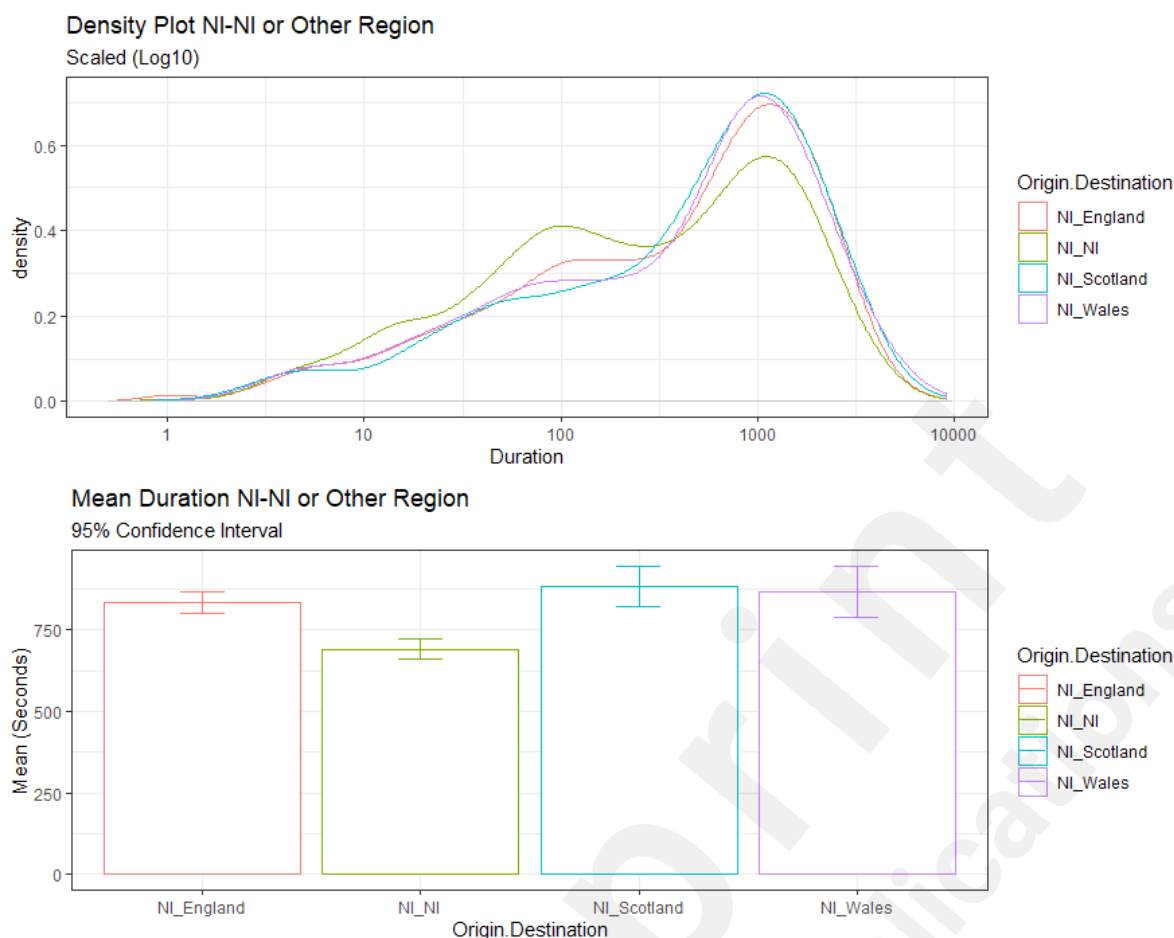 Density Plot NI-NI or Other Region
Scaled (Log10)
density
0.6
0.4
0.2
0.0
1
10
100
1000
10000
Duration
Origin.Destination
NI_England
NI_NI
NI_Scotland
NI_Wales
Mean Duration NI-NI or Other Region
95% Confidence Interval
Mean (Seconds)
750
500
250
0
NI_England
NI_NI
NI_Scotland
NI_Wales
Origin.Destination
Origin.Destination
NI_England
NI_NI
NI_Scotland
NI_Wales
print